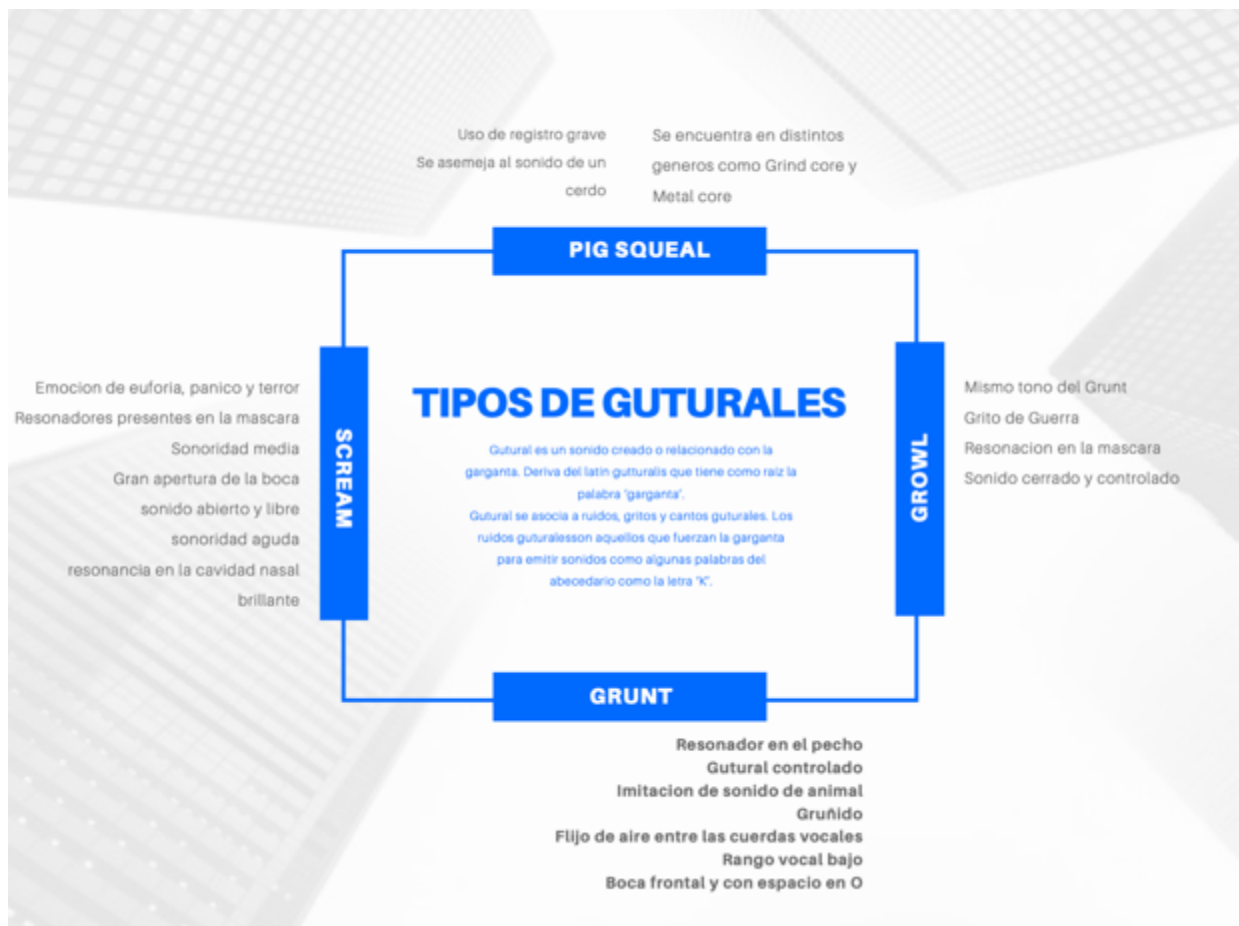 Uso de registro grave
Se asemeja al sonido de un
cerdo
Se encuentra en distintos
generos como Grind core y
Metal core
PIG SQUEAL
Emocion de euforia, panico y terror
Resonadores presentes en la mascara
Sonoridad media
Gran apertura de la boca
sonido abierto y libre
sonoridad aguda
resonancia en la cavidad nasal
brillante
SCREAM
TIPOS DE GUTURALES
Gutural es un sonido creado o relacionado con la
garganta. Deriva del latin gutturalis que tiene como raiz la
palabra "garganta".
Gutural se asocia a ruidos, gritos y cantos guturales. Los
ruidos guturalesson aquellos que fuerzan la garganta
para emitir sonidos como algunas palabras del
abecedario como la letra "K".
GROWL
Mismo tono del Grunt
Grito de Guerra
Resonacion en la mascara
Sonido cerrado y controlado
GRUNT
Resonador en el pecho
Gutural controlado
Imitacion de sonido de animal
Gruñido
Flijo de aire entre las cuerdas vocales
Rango vocal bajo
Boca frontal y con espacio en O